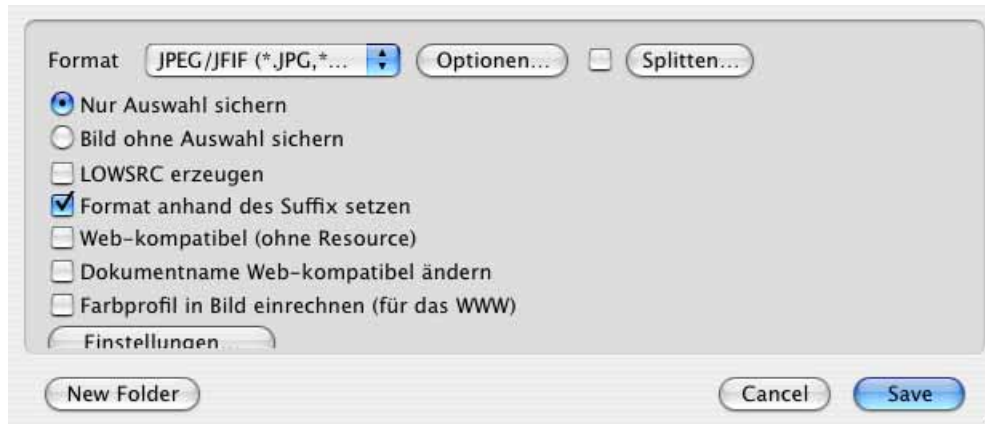 Format JPEG/JFIF (*.JPG,*... Optionen... Splitten...
Nur Auswahl sichern
Bild ohne Auswahl sichern
LOWSRC erzeugen
Format anhand des Suffix setzen
Web-kompatibel (ohne Resource)
Dokumentname Web-kompatibel ändern
Farbprofil in Bild einrechnen (für das WWW)
Einstellungen...
New Folder Cancel Save